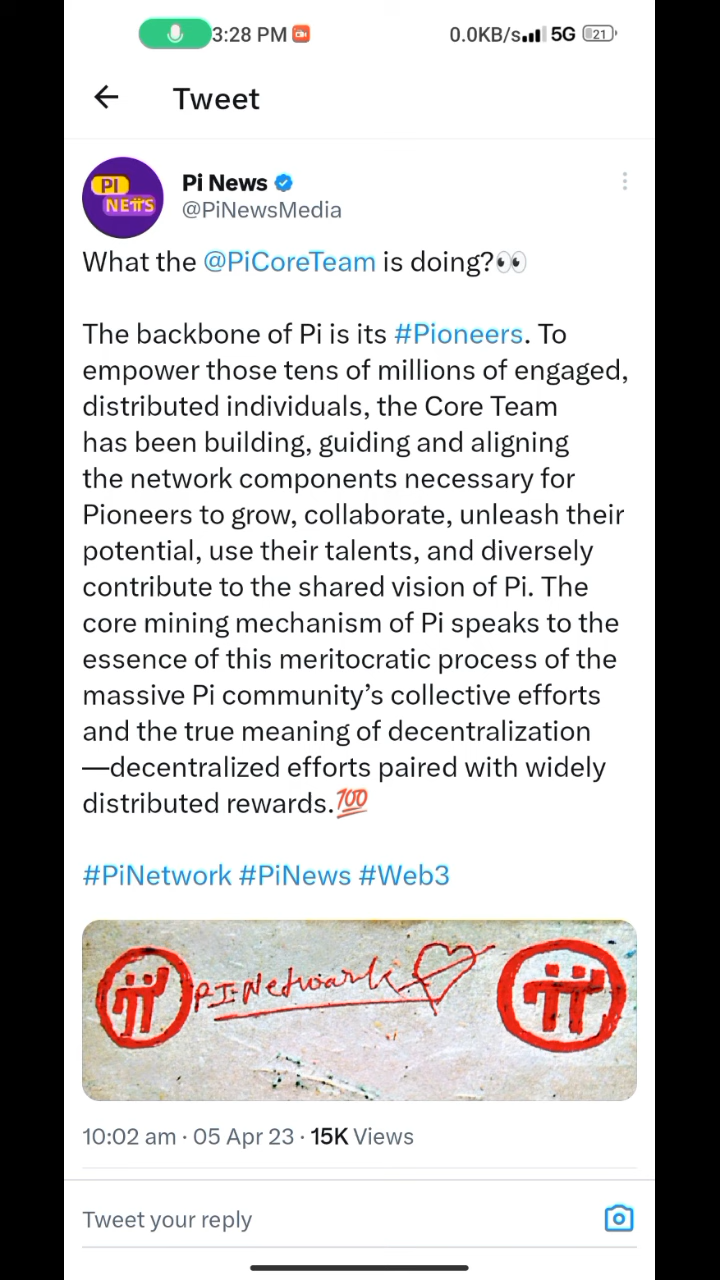 3:28 PM
0.0KB/s 5G 21
Tweet
PI
NEWS
Pi News
@PiNewsMedia
What the @PiCoreTeam is doing?👀
The backbone of Pi is its #Pioneers. To
empower those tens of millions of engaged,
distributed individuals, the Core Team
has been building, guiding and aligning
the network components necessary for
Pioneers to grow, collaborate, unleash their
potential, use their talents, and diversely
contribute to the shared vision of Pi. The
core mining mechanism of Pi speaks to the
essence of this meritocratic process of the
massive Pi community’s collective efforts
and the true meaning of decentralization
—decentralized efforts paired with widely
distributed rewards.💯
#PiNetwork #PiNews #Web3
PI Network
10:02 am · 05 Apr 23 · 15K Views
Tweet your reply